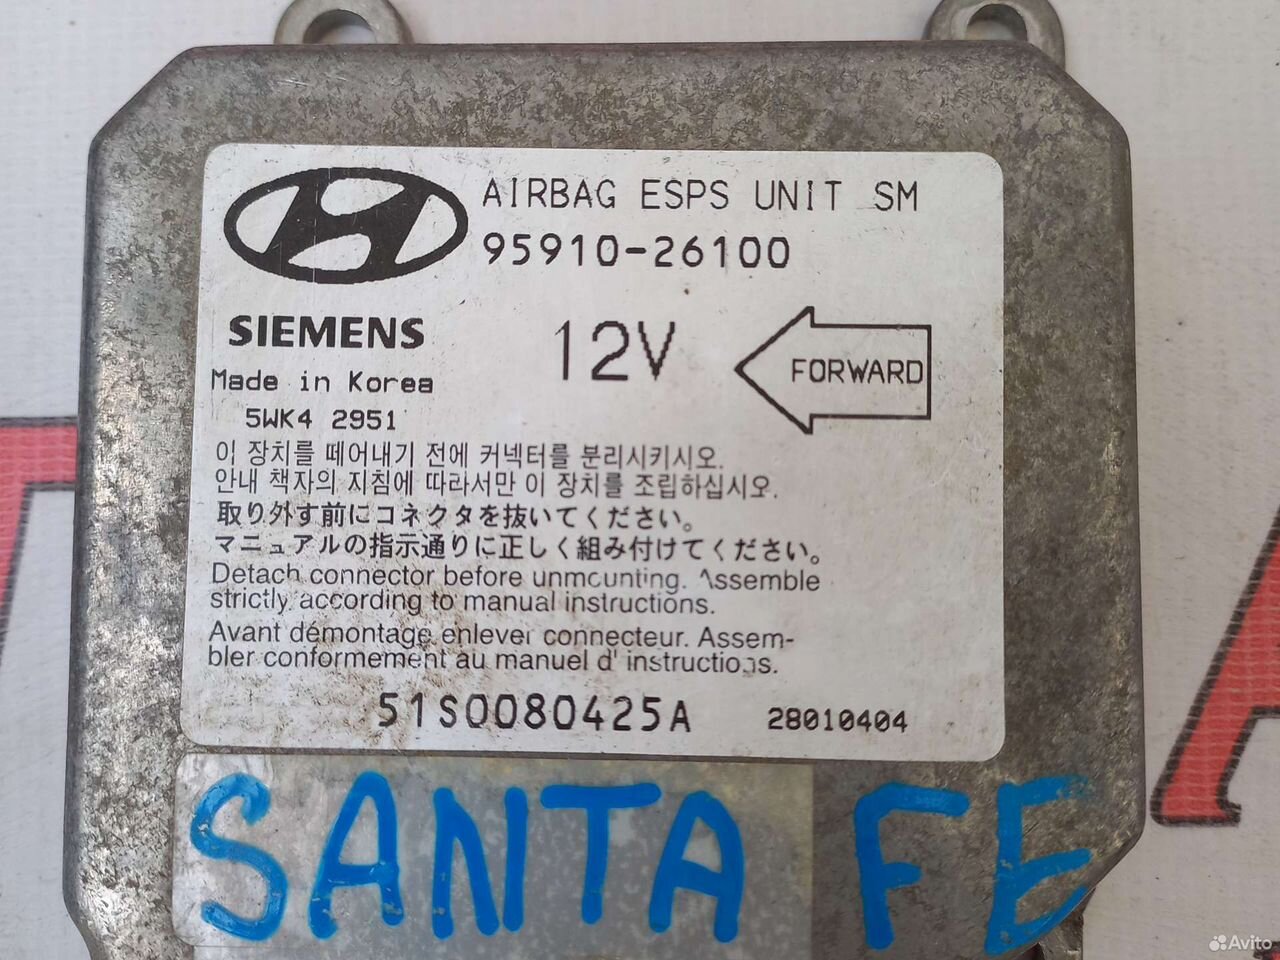 AIRBAG ESPS UNIT SM
95910-26100
SIEMENS
12V
FORWARD
Made in Korea
5WK4 2951
이 장치를 떼어내기 전에 커넥터를 분리시키시오.
안내 책자의 지침에 따라서만 이 장치를 조립하십시오.
取り外す前にコネクタを抜いてください。
マニュアルの指示通りに正しく組み付けてください。
Detach connector before unmounting. Assemble
strictly according to manual instructions.
Avant démontage enlever connecteur. Assem-
bler conformement au manuel d' instructions.
51S0080425A
28010404
SANTA FE
Avito